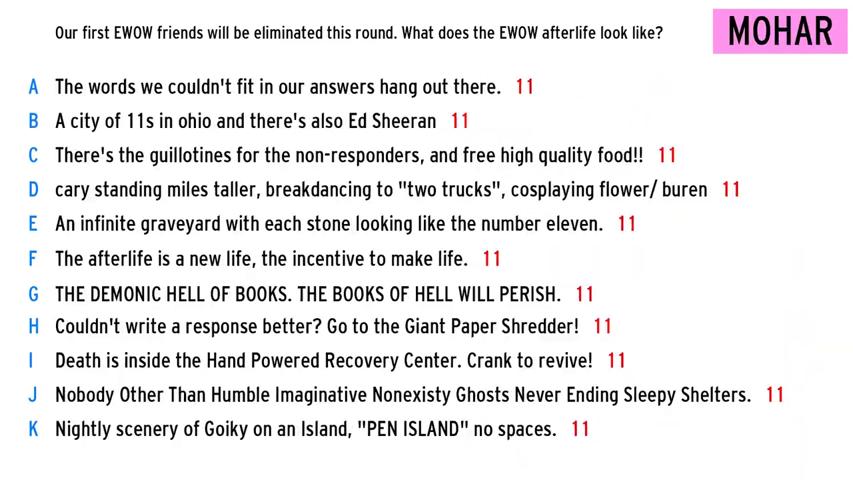 Our first EWOW friends will be eliminated this round. What does the EWOW afterlife look like?
MOHAR
A The words we couldn't fit in our answers hang out there. 11
B A city of 11s in ohio and there's also Ed Sheeran 11
C There's the guillotines for the non-responders, and free high quality food!! 11
D cary standing miles taller, breakdancing to "two trucks", cosplaying flower/ buren 11
E An infinite graveyard with each stone looking like the number eleven. 11
F The afterlife is a new life, the incentive to make life. 11
G THE DEMONIC HELL OF BOOKS. THE BOOKS OF HELL WILL PERISH. 11
H Couldn't write a response better? Go to the Giant Paper Shredder! 11
I Death is inside the Hand Powered Recovery Center. Crank to revive! 11
J Nobody Other Than Humble Imaginative Nonexisty Ghosts Never Ending Sleepy Shelters. 11
K Nightly scenery of Goiky on an Island, "PEN ISLAND" no spaces. 11